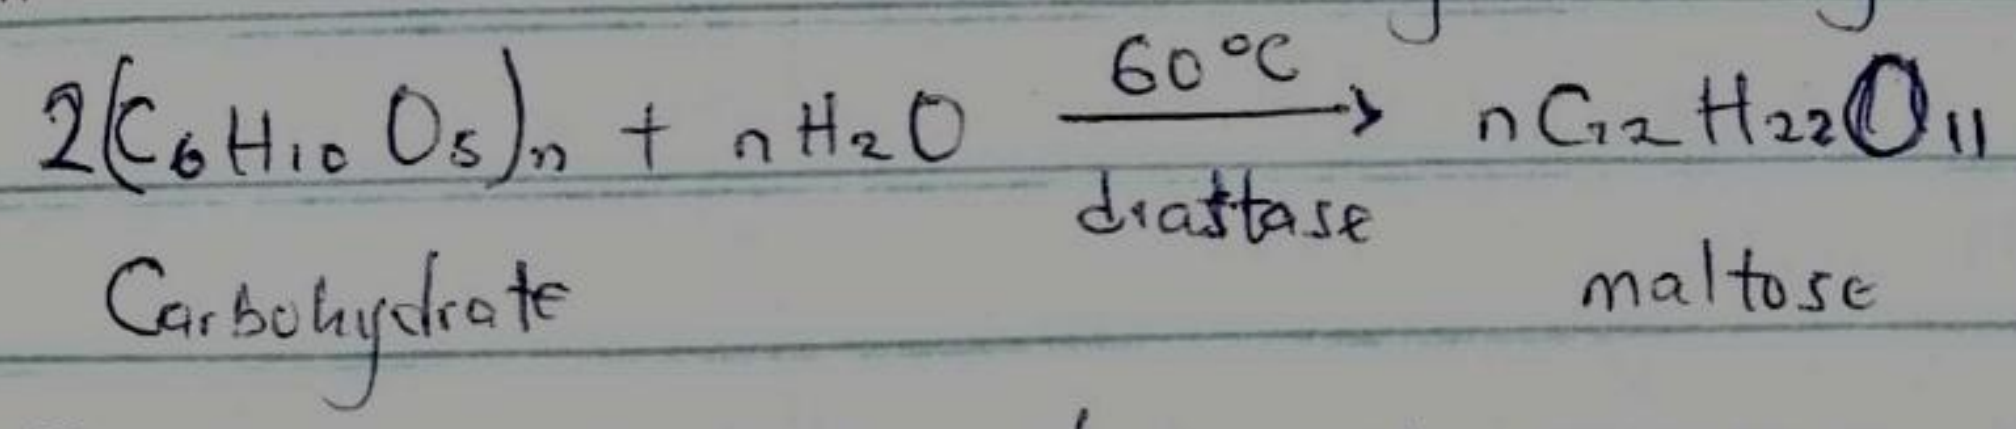 2(C₆H₁₀O₅)ₙ + nH₂O —60°C→ nC₁₂H₂₂O₁₁
diastase
Carbohydrate maltose